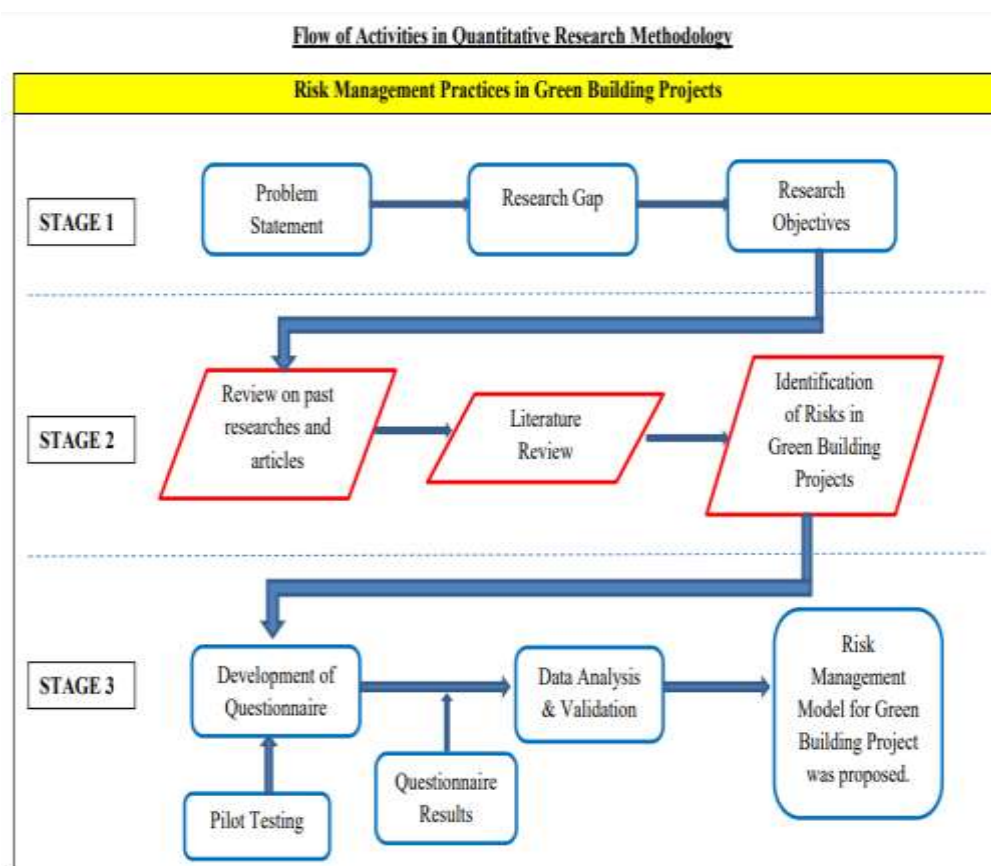 Flow of Activities in Quantitative Research Methodology
Risk Management Practices in Green Building Projects
STAGE 1
Problem
Statement
Research Gap
Research
Objectives
STAGE 2
Review on past
researches and
articles
Literature
Review
Identification
of Risks in
Green Building
Projects
STAGE 3
Development of
Questionnaire
Data Analysis
& Validation
Risk
Management
Model for Green
Building Project
was proposed.
Pilot Testing
Questionnaire
Results